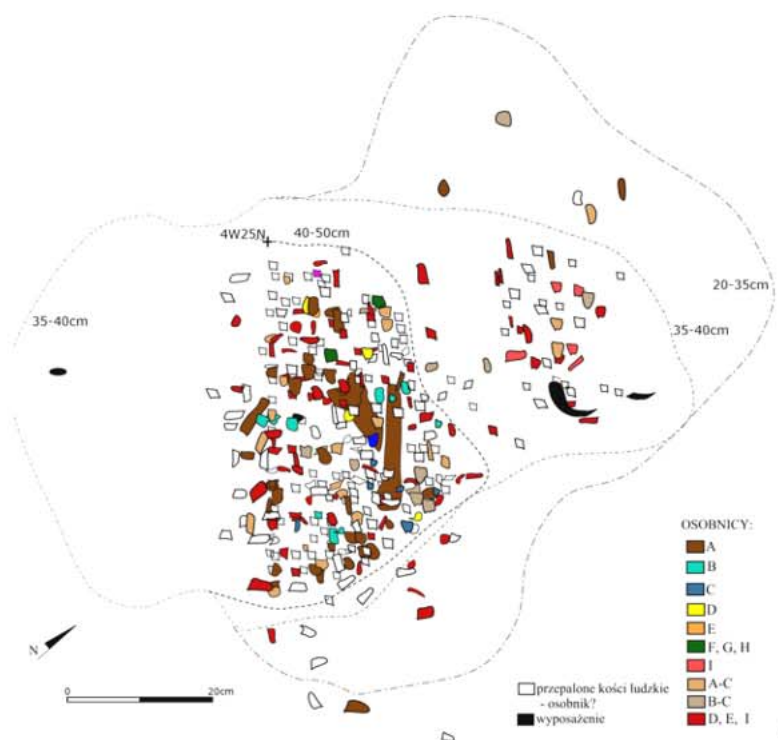 4W25N
40-50cm
20-35cm
35-40cm
35-40cm
N
0
20cm
OSOBNICY:
A
B
C
D
E
F, G, H
I
A-C
B-C
D, E, I
przepalone kości ludzkie
- osobnik?
wyposażenie